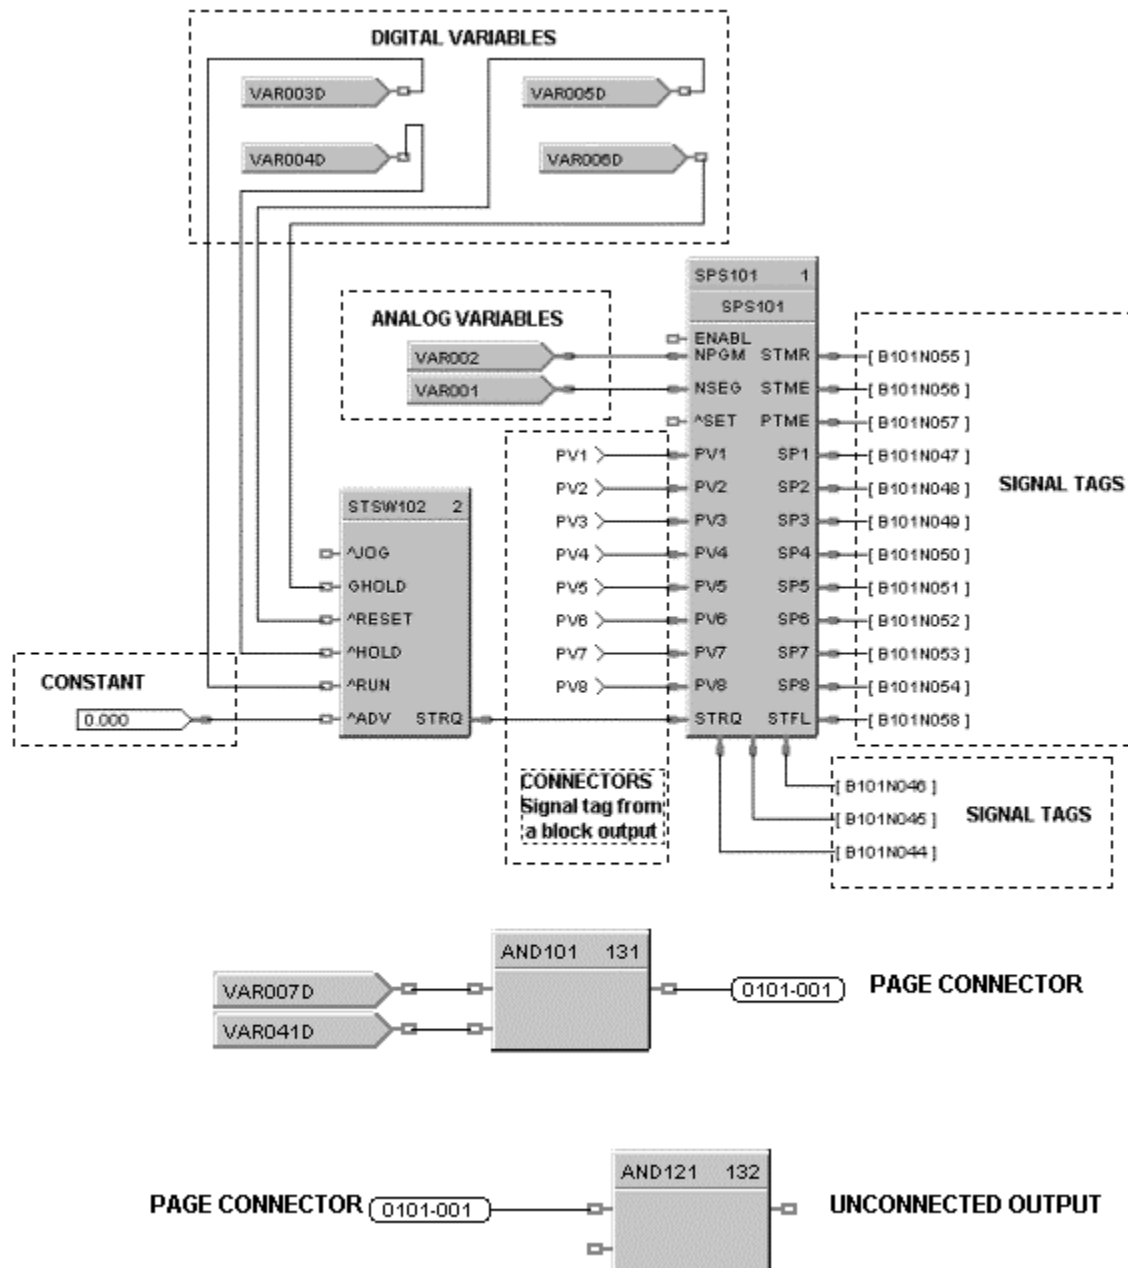 DIGITAL VARIABLES
VAR003D
VAR005D
VAR004D
VAR006D
SPS101 1
SPS101
ANALOG VARIABLES
VAR002
VAR001
ENABL
NPGM STMR
[ B101N055 ]
NSEG STME
[ B101N056 ]
^SET PTME
[ B101N057 ]
PV1
PV1 SP1
[ B101N047 ]
PV2
PV2 SP2
[ B101N048 ]
SIGNAL TAGS
PV3
PV3 SP3
[ B101N049 ]
PV4
PV4 SP4
[ B101N050 ]
PV5
PV5 SP5
[ B101N051 ]
PV6
PV6 SP6
[ B101N052 ]
PV7
PV7 SP7
[ B101N053 ]
PV8
PV8 SP8
[ B101N054 ]
STRQ STFL
[ B101N058 ]
STSW102 2
^JOG
GHOLD
^RESET
^HOLD
^RUN
^ADV STRQ
CONSTANT
0.000
CONNECTORS
Signal tag from
a block output
[ B101N046 ]
[ B101N045 ]
SIGNAL TAGS
[ B101N044 ]
AND101 131
VAR007D
VAR041D
0101-001
PAGE CONNECTOR
AND121 132
PAGE CONNECTOR
0101-001
UNCONNECTED OUTPUT